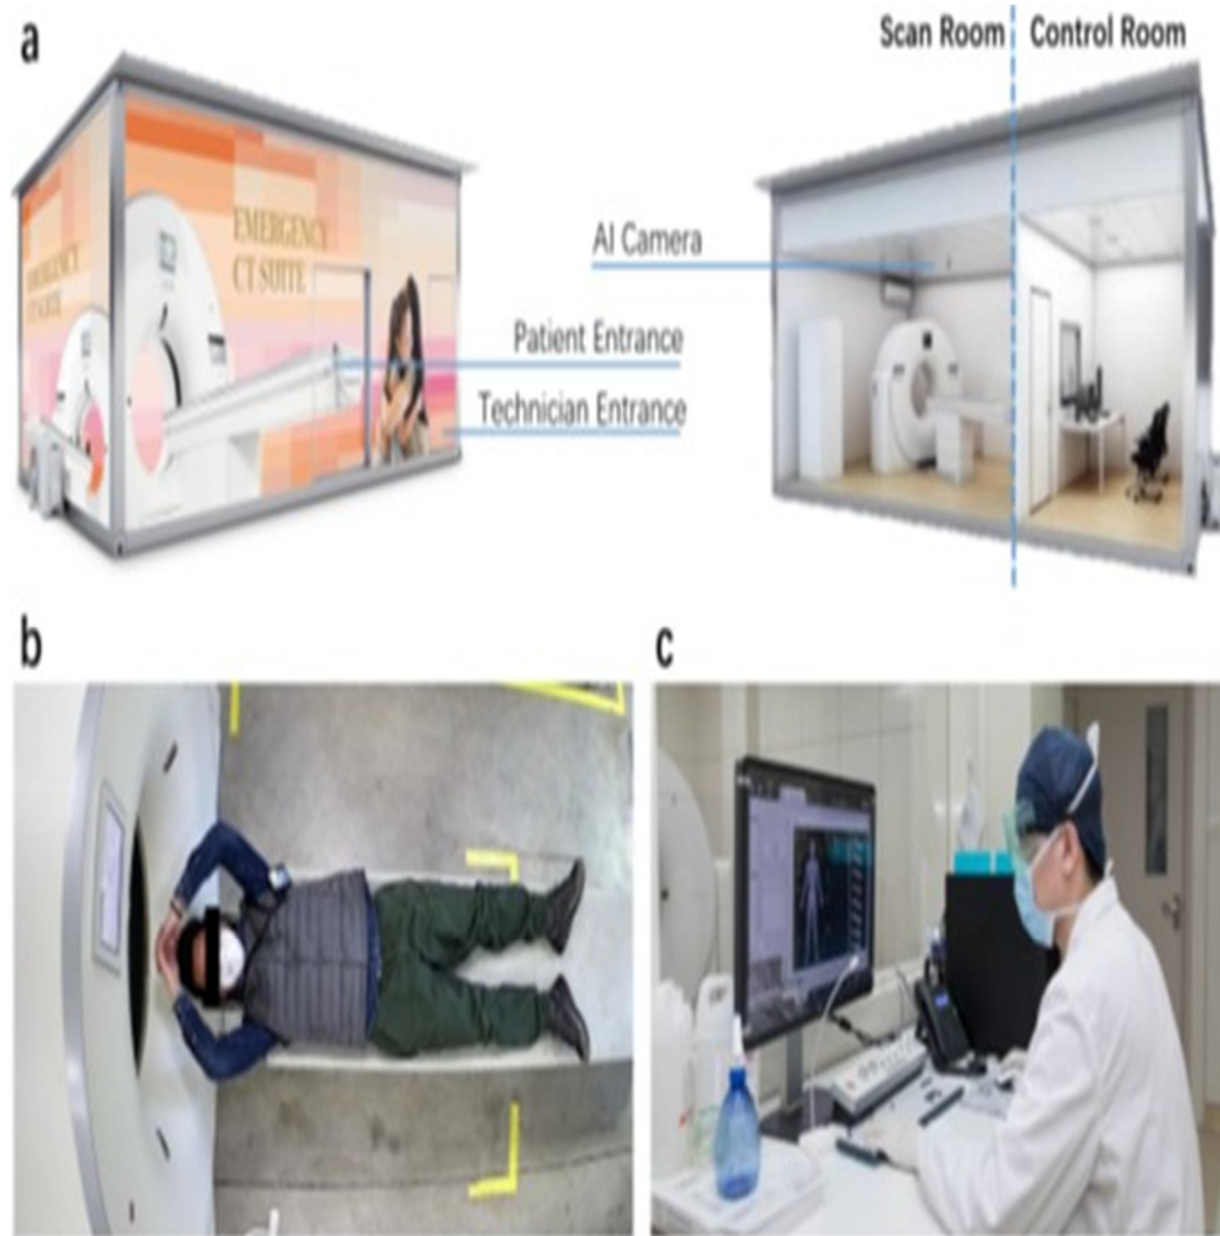 a
Scan Room
Control Room
EMERGENCY
CT SUITE
EMERGENCY
CT SUITE
AI Camera
Patient Entrance
Technician Entrance
b
c